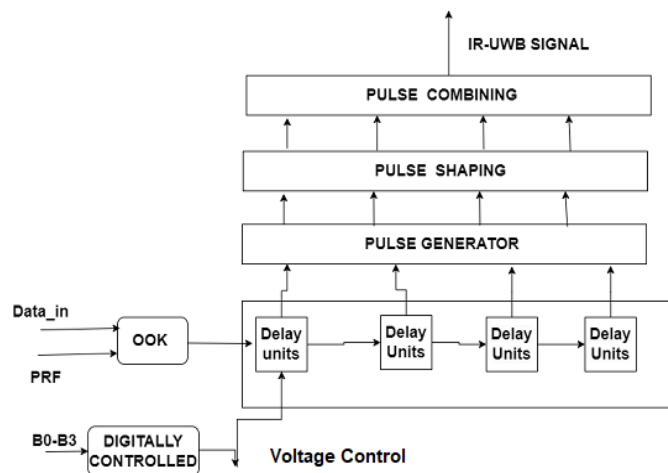 IR-UWB SIGNAL
PULSE COMBINING
PULSE SHAPING
PULSE GENERATOR
Data_in
PRF
OOK
Delay
units
Delay
Units
Delay
Units
Delay
Units
B0-B3
DIGITALLY
CONTROLLED
Voltage Control